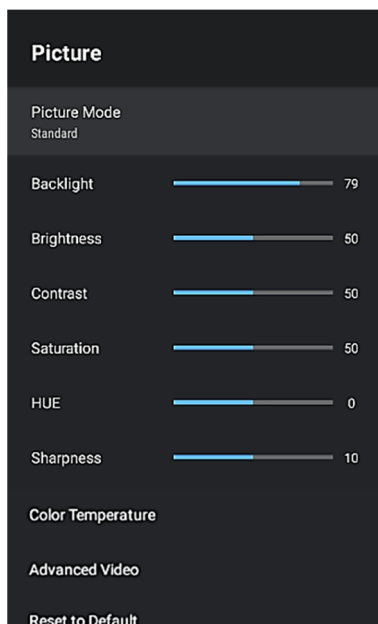 Picture
Picture Mode
Standard
Backlight 79
Brightness 50
Contrast 50
Saturation 50
HUE 0
Sharpness 10
Color Temperature
Advanced Video
Reset to Default